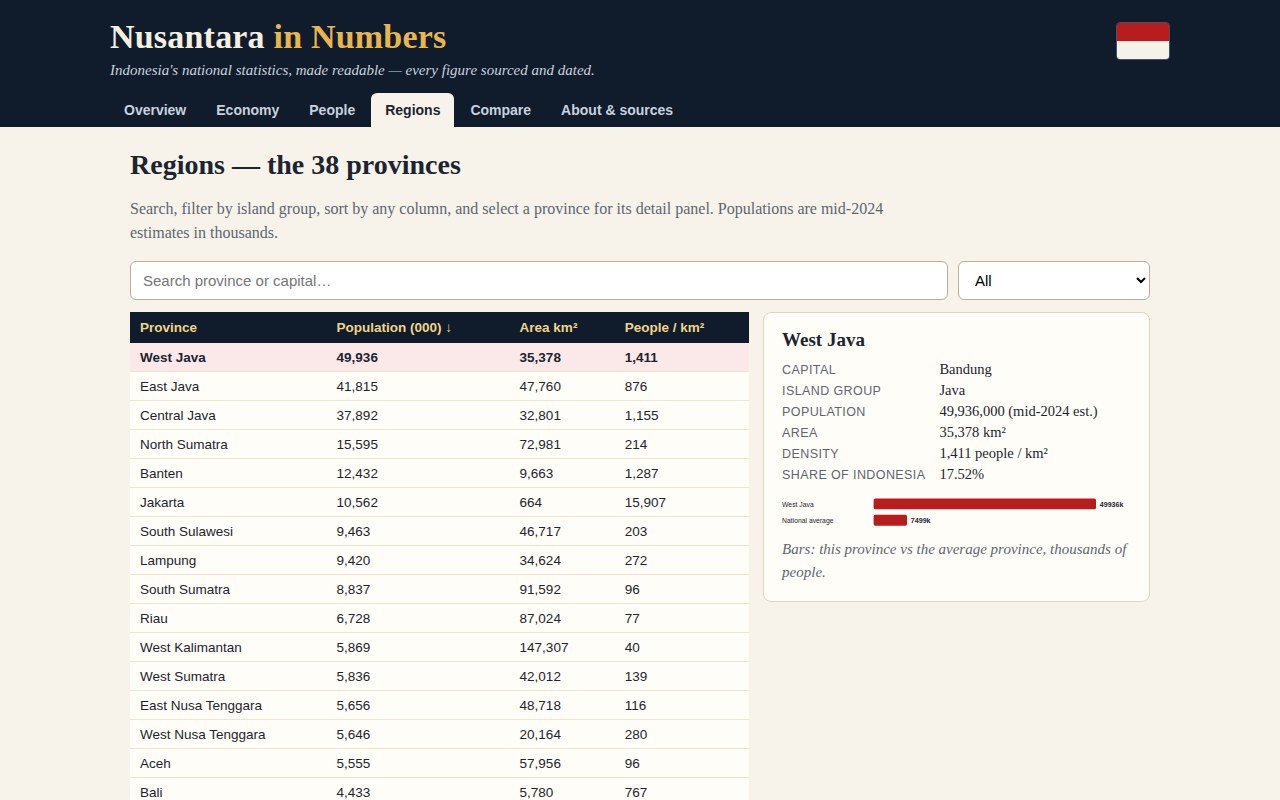 Nusantara in Numbers
Indonesia's national statistics, made readable — every figure sourced and dated.
Overview Economy People Regions Compare About & sources
Regions — the 38 provinces
Search, filter by island group, sort by any column, and select a province for its detail panel. Populations are mid-2024
estimates in thousands.
Search province or capital…
All
Province Population (000) ↓ Area km² People / km²
West Java 49,936 35,378 1,411
East Java 41,815 47,760 876
Central Java 37,892 32,801 1,155
North Sumatra 15,595 72,981 214
Banten 12,432 9,663 1,287
Jakarta 10,562 664 15,907
South Sulawesi 9,463 46,717 203
Lampung 9,420 34,624 272
South Sumatra 8,837 91,592 96
Riau 6,728 87,024 77
West Kalimantan 5,869 147,307 40
West Sumatra 5,836 42,012 139
East Nusa Tenggara 5,656 48,718 116
West Nusa Tenggara 5,646 20,164 280
Aceh 5,555 57,956 96
Bali 4,433 5,780 767
West Java
CAPITAL Bandung
ISLAND GROUP Java
POPULATION 49,936,000 (mid-2024 est.)
AREA 35,378 km²
DENSITY 1,411 people / km²
SHARE OF INDONESIA 17.52%
West Java 49936k
National average 7499k
Bars: this province vs the average province, thousands of
people.